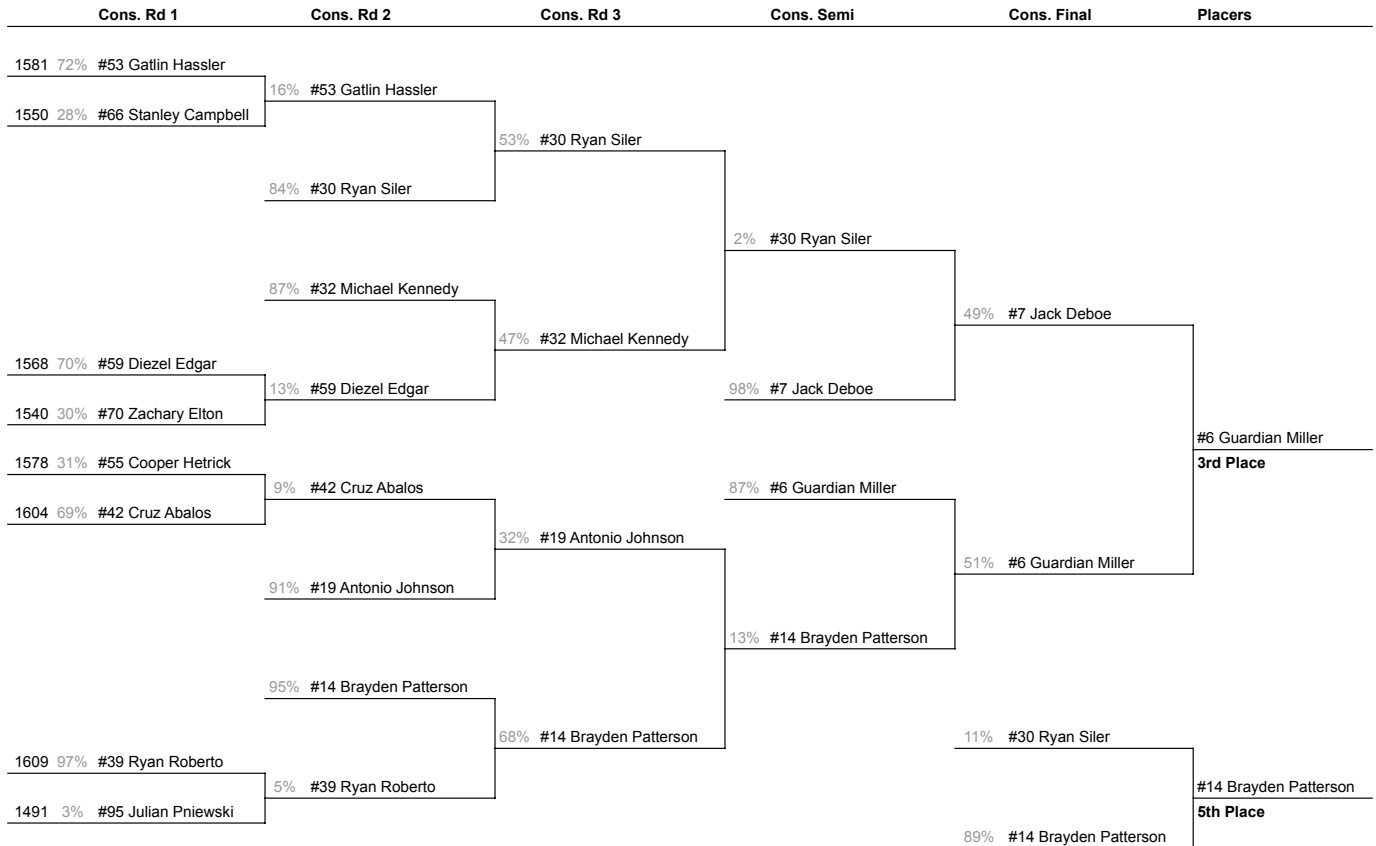 Cons. Rd 1 Cons. Rd 2 Cons. Rd 3 Cons. Semi Cons. Final Placers
1581 72% #53 Gatlin Hassler
16% #53 Gatlin Hassler
1550 28% #66 Stanley Campbell
53% #30 Ryan Siler
84% #30 Ryan Siler
2% #30 Ryan Siler
87% #32 Michael Kennedy
49% #7 Jack Deboe
47% #32 Michael Kennedy
1568 70% #59 Diezel Edgar
13% #59 Diezel Edgar 98% #7 Jack Deboe
1540 30% #70 Zachary Elton
#6 Guardian Miller
1578 31% #55 Cooper Hetrick 3rd Place
9% #42 Cruz Abalos 87% #6 Guardian Miller
1604 69% #42 Cruz Abalos
32% #19 Antonio Johnson
51% #6 Guardian Miller
91% #19 Antonio Johnson
13% #14 Brayden Patterson
95% #14 Brayden Patterson
68% #14 Brayden Patterson 11% #30 Ryan Siler
1609 97% #39 Ryan Roberto
5% #39 Ryan Roberto #14 Brayden Patterson
1491 3% #95 Julian Pniewski 5th Place
89% #14 Brayden Patterson